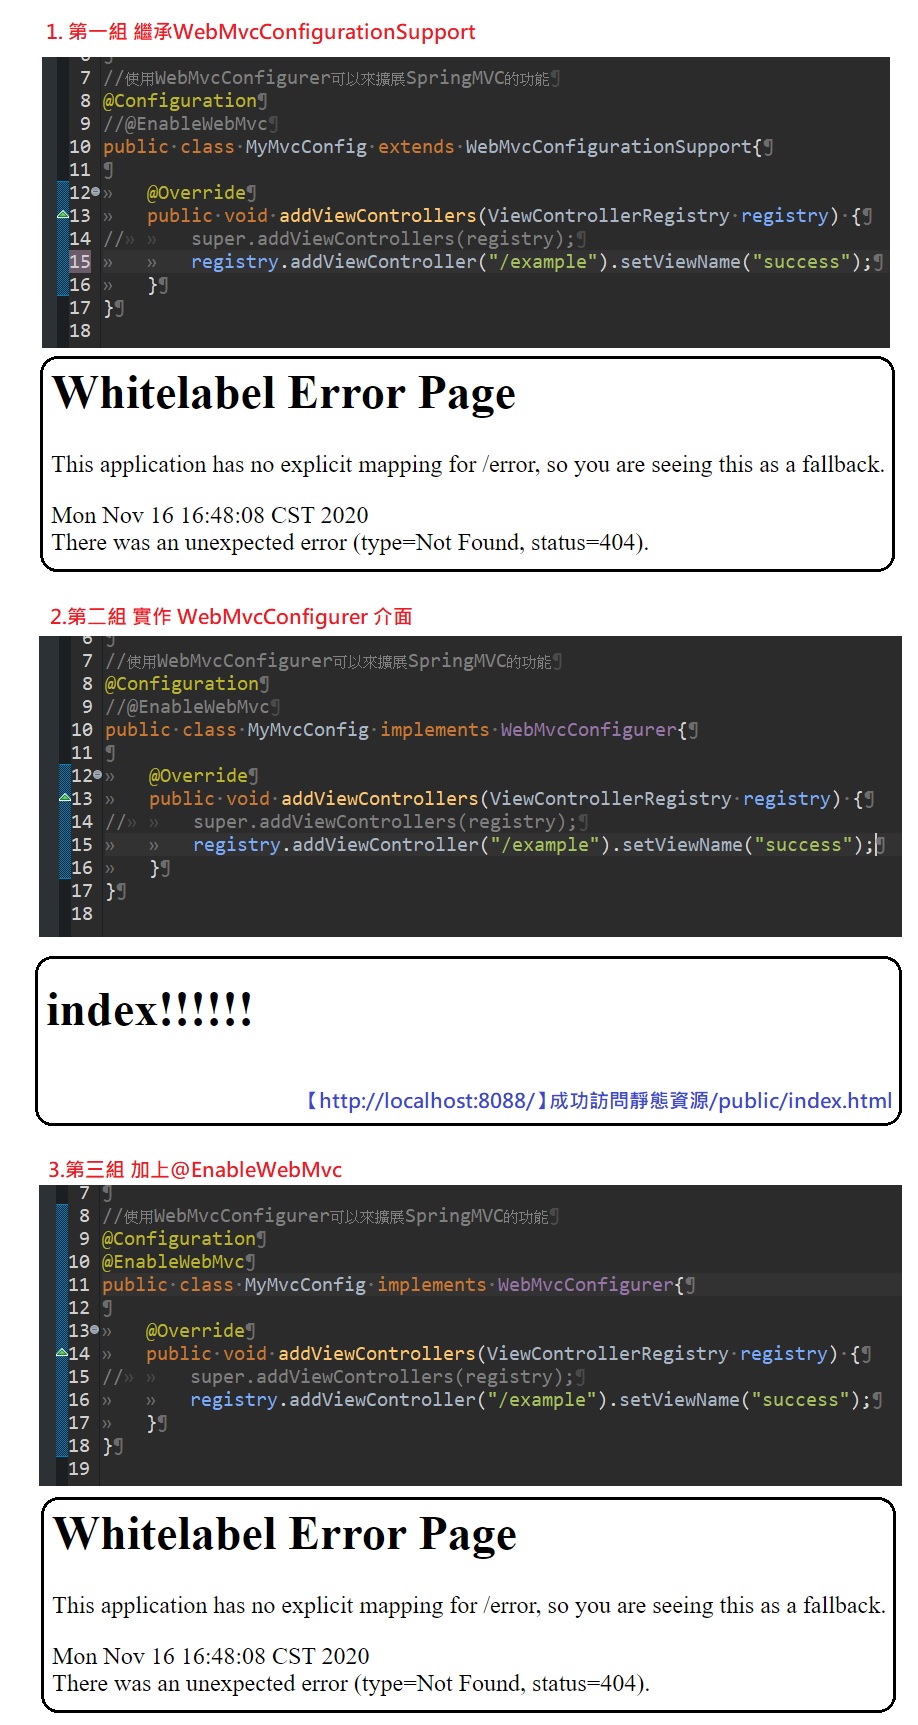 1. 第一組 繼承WebMvcConfigurationSupport
6 ¶
7 //使用WebMvcConfigurer可以來擴展SpringMVC的功能¶
8 @Configuration¶
9 //@EnableWebMvc¶
10 public·class·MyMvcConfig·extends·WebMvcConfigurationSupport{¶
11 ¶
12 » @Override¶
13 » public·void·addViewControllers(ViewControllerRegistry·registry)·{¶
14 //» » super.addViewControllers(registry);¶
15 » » registry.addViewController("/example").setViewName("success");¶
16 » }¶
17 }¶
18
Whitelabel Error Page
This application has no explicit mapping for /error, so you are seeing this as a fallback.
Mon Nov 16 16:48:08 CST 2020
There was an unexpected error (type=Not Found, status=404).
2.第二組 實作 WebMvcConfigurer 介面
6 ¶
7 //使用WebMvcConfigurer可以來擴展SpringMVC的功能¶
8 @Configuration¶
9 //@EnableWebMvc¶
10 public·class·MyMvcConfig·implements·WebMvcConfigurer{¶
11 ¶
12 » @Override¶
13 » public·void·addViewControllers(ViewControllerRegistry·registry)·{¶
14 //» » super.addViewControllers(registry);¶
15 » » registry.addViewController("/example").setViewName("success");¶
16 » }¶
17 }¶
18
index!!!!!!
【http://localhost:8088/】成功訪問靜態資源/public/index.html
3.第三組 加上@EnableWebMvc
7 ¶
8 //使用WebMvcConfigurer可以來擴展SpringMVC的功能¶
9 @Configuration¶
10 @EnableWebMvc¶
11 public·class·MyMvcConfig·implements·WebMvcConfigurer{¶
12 ¶
13 » @Override¶
14 » public·void·addViewControllers(ViewControllerRegistry·registry)·{¶
15 //» » super.addViewControllers(registry);¶
16 » » registry.addViewController("/example").setViewName("success");¶
17 » }¶
18 }¶
19
Whitelabel Error Page
This application has no explicit mapping for /error, so you are seeing this as a fallback.
Mon Nov 16 16:48:08 CST 2020
There was an unexpected error (type=Not Found, status=404).